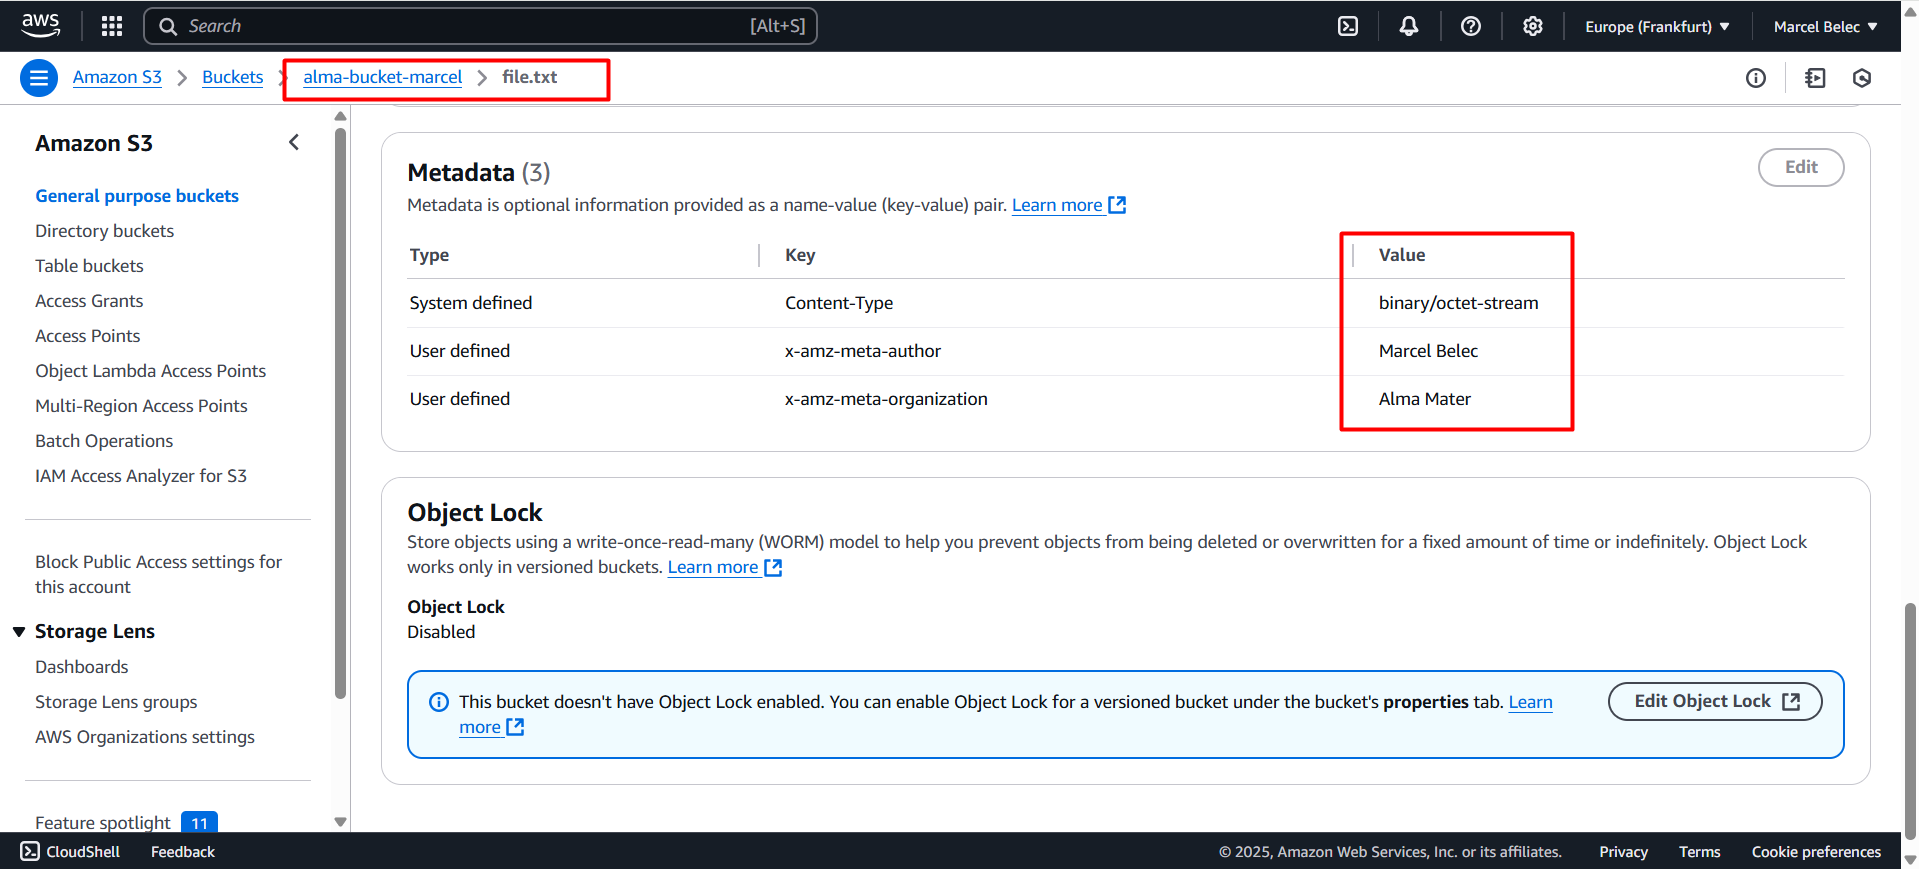 aws
Search
[Alt+S]
Europe (Frankfurt)
Marcel Belec
Amazon S3
Buckets
alma-bucket-marcel
file.txt
Amazon S3
General purpose buckets
Directory buckets
Table buckets
Access Grants
Access Points
Object Lambda Access Points
Multi-Region Access Points
Batch Operations
IAM Access Analyzer for S3
Block Public Access settings for
this account
Storage Lens
Dashboards
Storage Lens groups
AWS Organizations settings
Feature spotlight 11
Metadata (3)
Edit
Metadata is optional information provided as a name-value (key-value) pair. Learn more
Type Key Value
System defined Content-Type binary/octet-stream
User defined x-amz-meta-author Marcel Belec
User defined x-amz-meta-organization Alma Mater
Object Lock
Store objects using a write-once-read-many (WORM) model to help you prevent objects from being deleted or overwritten for a fixed amount of time or indefinitely. Object Lock
works only in versioned buckets. Learn more
Object Lock
Disabled
This bucket doesn't have Object Lock enabled. You can enable Object Lock for a versioned bucket under the bucket's properties tab. Learn
more
Edit Object Lock
CloudShell
Feedback
© 2025, Amazon Web Services, Inc. or its affiliates.
Privacy
Terms
Cookie preferences